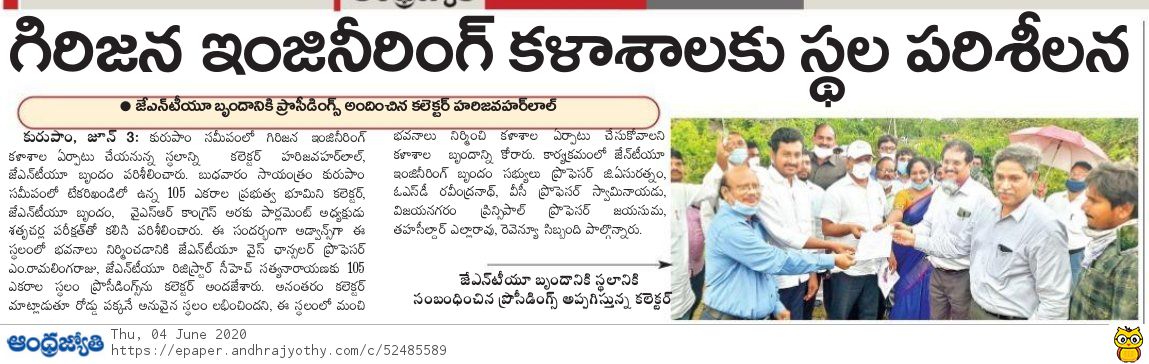 గిరిజన ఇంజినీరింగ్ కళాశాలకు స్థల పరిశీలన
● జేఎన్‌టీయూ బృందానికి ప్రొసీడింగ్స్ అందించిన కలెక్టర్ హరిజవహర్‌లాల్
కురుపాం, జూన్ 3: కురుపాం సమీపంలో గిరిజన ఇంజినీరింగ్
కళాశాల ఏర్పాటు చేయనున్న స్థలాన్ని కలెక్టర్ హరిజవహర్‌లాల్,
జేఎన్‌టీయూ బృందం పరిశీలించారు. బుధవారం సాయంత్రం కురుపాం
సమీపంలో టేకరిఖండిలో ఉన్న 105 ఎకరాల ప్రభుత్వ భూమిని కలెక్టర్,
జేఎన్‌టీయూ బృందం, వైఎస్ఆర్ కాంగ్రెస్ అరకు పార్లమెంట్ అధ్యక్షుడు
శతృచర్ల పరీక్షత్‌తో కలిసి పరిశీలించారు. ఈ సందర్భంగా అడ్వాన్స్‌గా ఈ
స్థలంలో భవనాలు నిర్మించడానికి జేఎన్‌టీయూ వైస్ ఛాన్సలర్ ప్రొఫెసర్
ఎం.రామలింగరాజు, జేఎన్‌టీయూ రిజిస్ట్రార్ సీహెచ్ సత్యనారాయణకు 105
ఎకరాల స్థలం ప్రొసీడింగ్స్‌ను కలెక్టర్ అందజేశారు. అనంతరం కలెక్టర్
మాట్లాడుతూ రోడ్డు పక్కనే అనువైన స్థలం లభించిందని, ఈ స్థలంలో మంచి
భవనాలు నిర్మించి కళాశాల ఏర్పాటు చేసుకోవాలని
కళాశాల బృందాన్ని కోరారు. కార్యక్రమంలో జేన్‌టీయూ
ఇంజినీరింగ్ బృందం సభ్యులు ప్రొఫెసర్ జి.ఏసురత్నం,
ఓఎస్‌డీ రవీంద్రనాథ్, వీసీ ప్రొఫెసర్ స్వామినాయుడు,
విజయనగరం ప్రిన్సిపాల్ ప్రొఫెసర్ జయసుమ,
తహసీల్దార్ ఎల్లారావు, రెవెన్యూ సిబ్బంది పాల్గొన్నారు.
జేఎన్‌టీయూ బృందానికి స్థలానికి
సంబంధించిన ప్రొసీడింగ్స్ అప్పగిస్తున్న కలెక్టర్
ఆంధ్రజ్యోతి
Thu, 04 June 2020
https://epaper.andhrajyothy.com/c/52485589